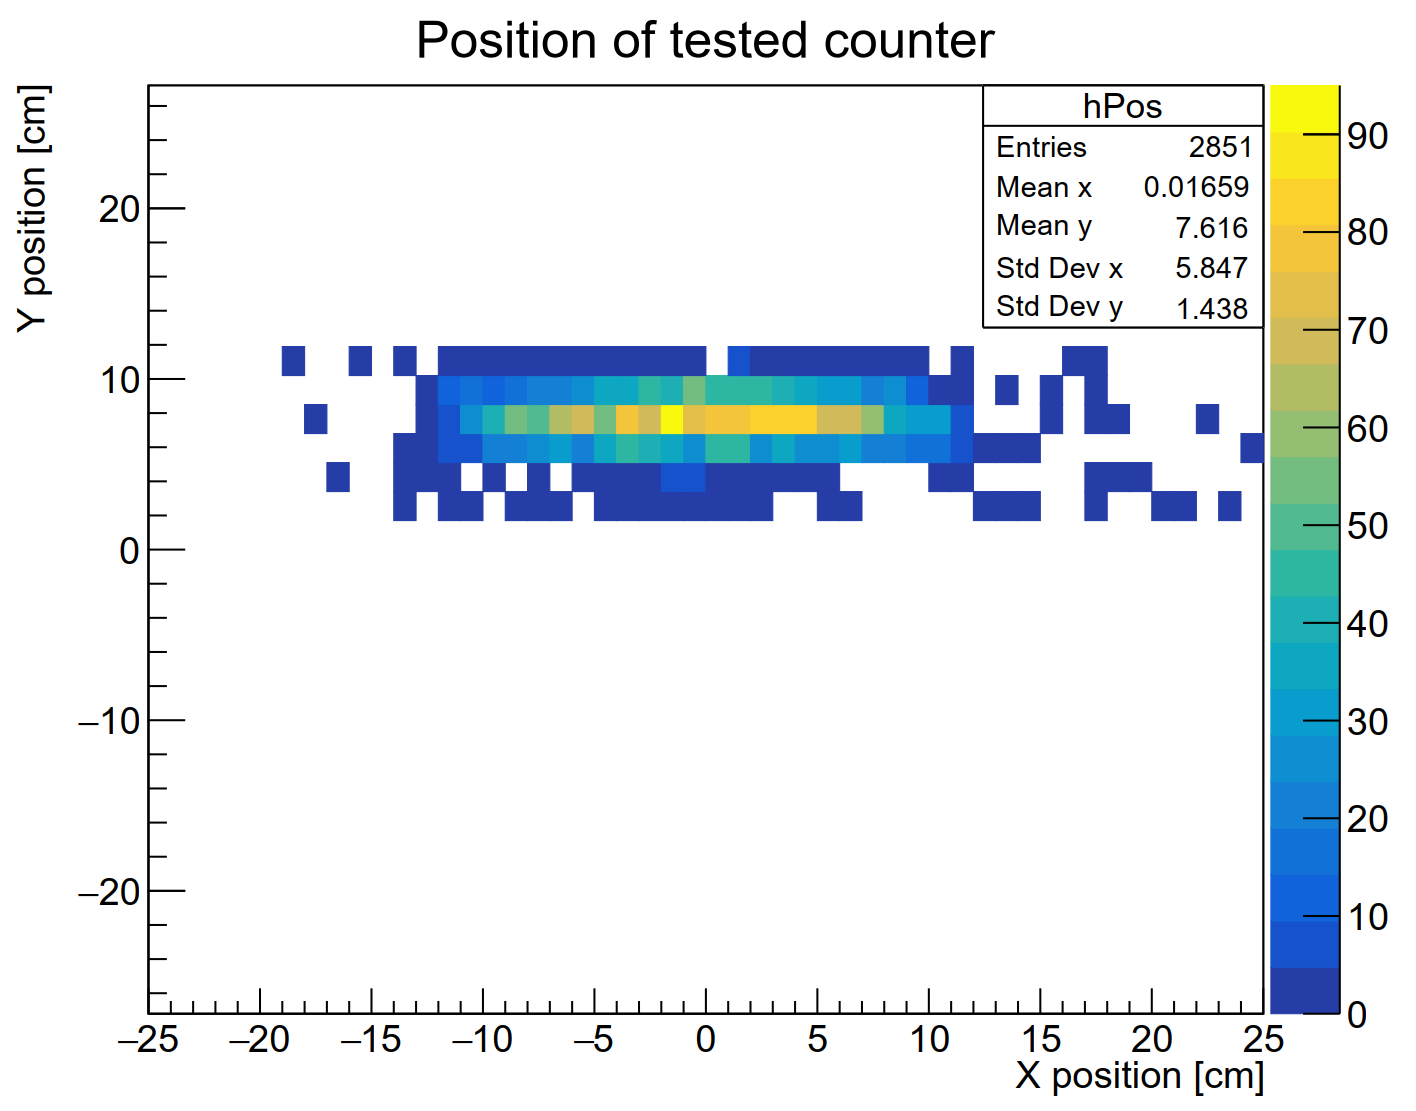 Position of tested counter
Y position [cm]
hPos
Entries 2851
Mean x 0.01659
Mean y 7.616
Std Dev x 5.847
Std Dev y 1.438
20
10
0
−10
−20
−25 −20 −15 −10 −5 0 5 10 15 20 25
X position [cm]
90
80
70
60
50
40
30
20
10
0